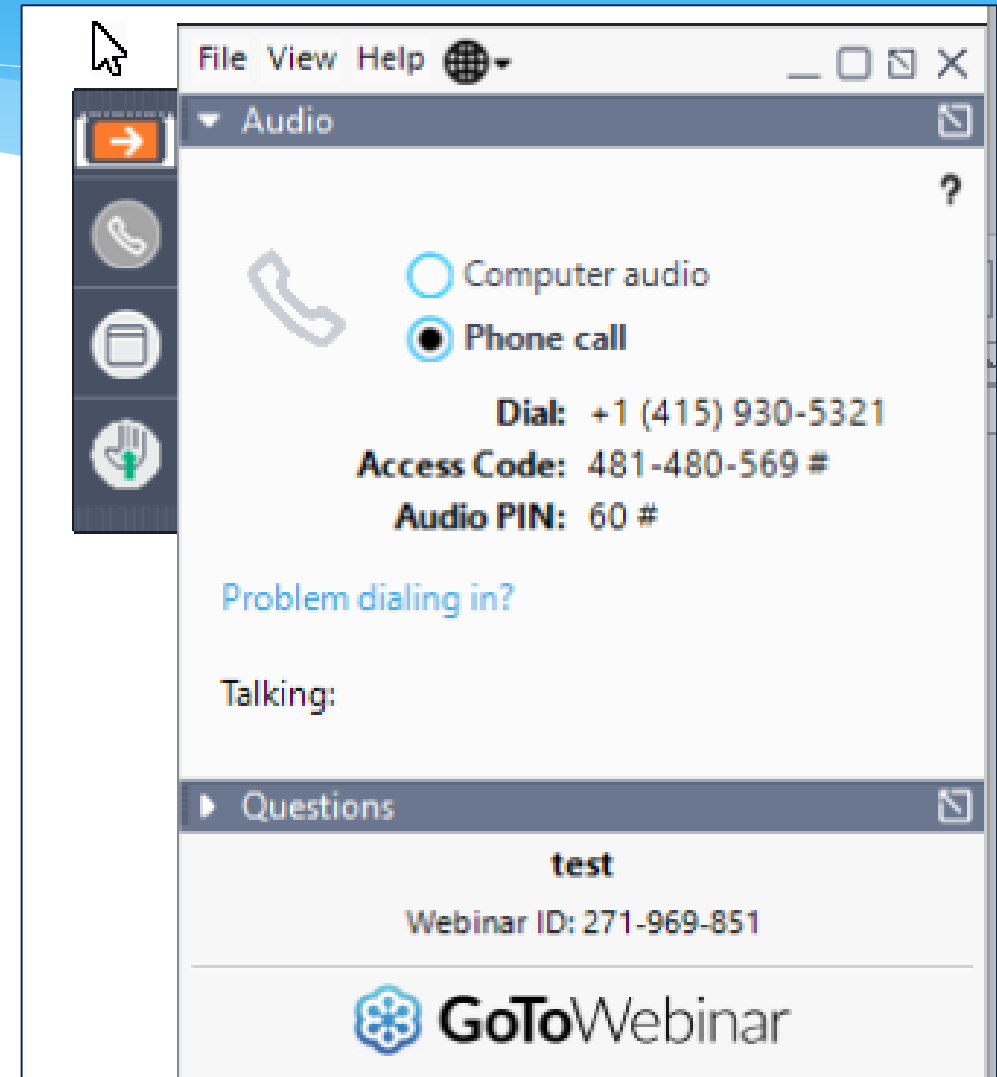 File View Help
Audio
?
Computer audio
Phone call
Dial: +1 (415) 930-5321
Access Code: 481-480-569 #
Audio PIN: 60 #
Problem dialing in?
Talking:
Questions
test
Webinar ID: 271-969-851
GoToWebinar